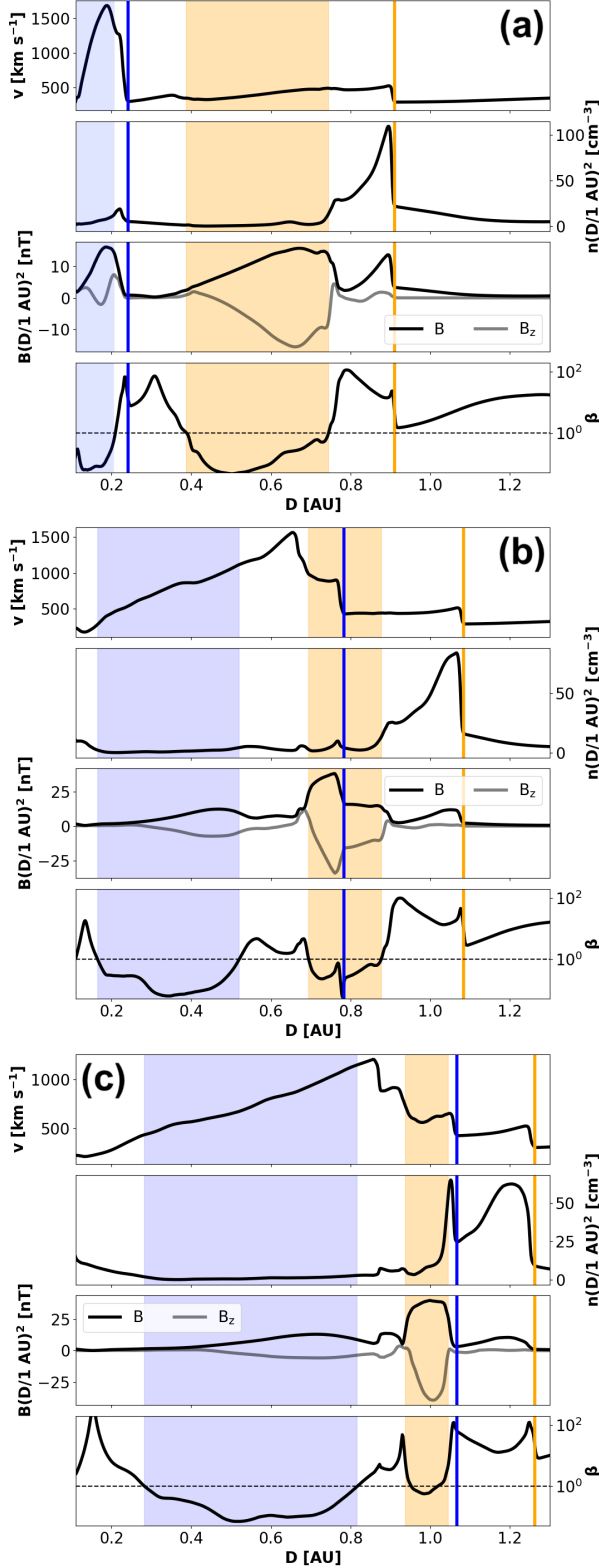 (a)
v [km s⁻¹]
1500
1000
500
n(D/1 AU)² [cm⁻³]
100
50
0
B(D/1 AU)² [nT]
10
0
−10
B
B_z
β
10²
10⁰
0.2 0.4 0.6 0.8 1.0 1.2
D [AU]
(b)
v [km s⁻¹]
1500
1000
500
n(D/1 AU)² [cm⁻³]
50
0
B(D/1 AU)² [nT]
25
0
−25
B
B_z
β
10²
10⁰
0.2 0.4 0.6 0.8 1.0 1.2
D [AU]
(c)
v [km s⁻¹]
1000
500
n(D/1 AU)² [cm⁻³]
50
25
0
B(D/1 AU)² [nT]
25
0
−25
B
B_z
β
10²
10⁰
0.2 0.4 0.6 0.8 1.0 1.2
D [AU]